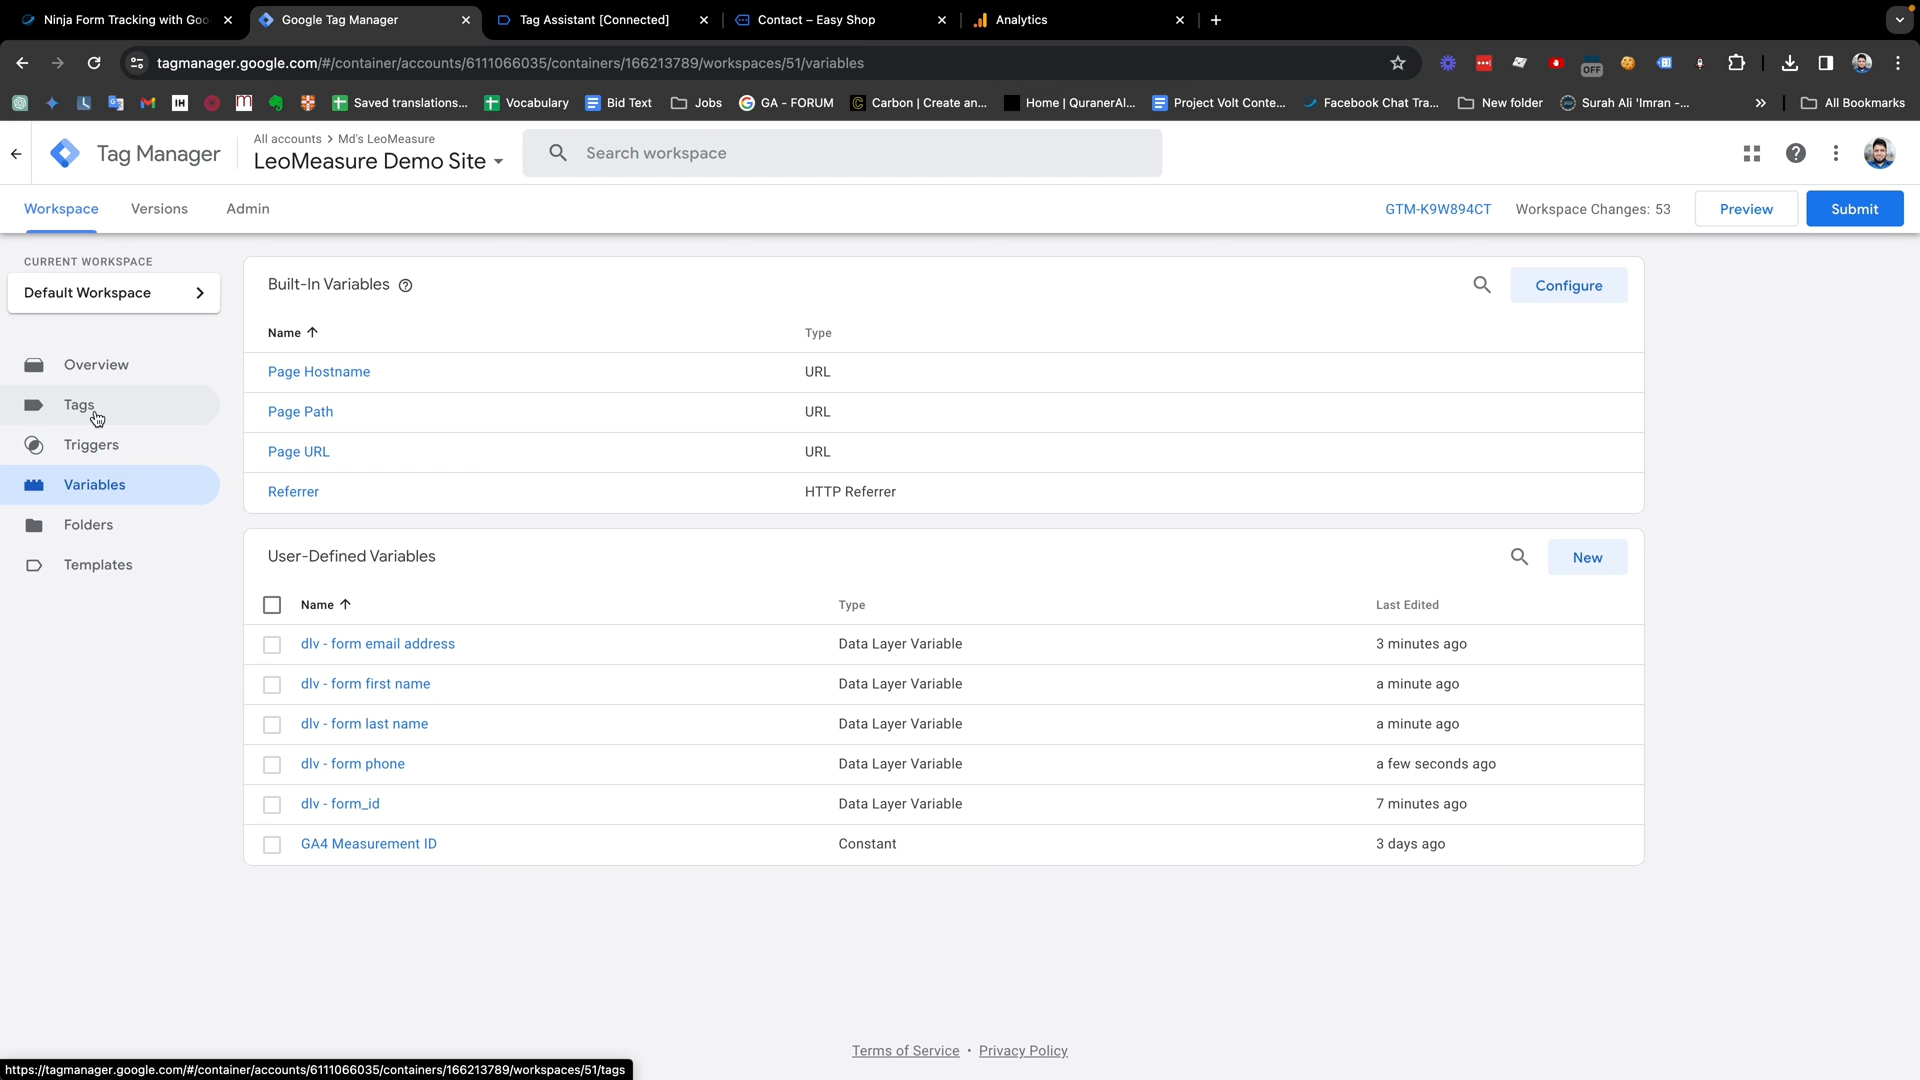 Ninja Form Tracking with Goo
Google Tag Manager
Tag Assistant [Connected]
Contact – Easy Shop
Analytics
tagmanager.google.com/#/container/accounts/6111066035/containers/166213789/workspaces/51/variables
OFF
Saved translations...
Vocabulary
Bid Text
Jobs
GA - FORUM
Carbon | Create an...
Home | QuranerAl...
Project Volt Conte...
Facebook Chat Tra...
New folder
Surah Ali 'Imran -...
All Bookmarks
Tag Manager
All accounts > Md's LeoMeasure
LeoMeasure Demo Site
Search workspace
Workspace
Versions
Admin
GTM-K9W894CT
Workspace Changes: 53
Preview
Submit
CURRENT WORKSPACE
Default Workspace
Overview
Tags
Triggers
Variables
Folders
Templates
Built-In Variables
Configure
Name Type
Page Hostname URL
Page Path URL
Page URL URL
Referrer HTTP Referrer
User-Defined Variables
New
Name Type Last Edited
dlv - form email address Data Layer Variable 3 minutes ago
dlv - form first name Data Layer Variable a minute ago
dlv - form last name Data Layer Variable a minute ago
dlv - form phone Data Layer Variable a few seconds ago
dlv - form_id Data Layer Variable 7 minutes ago
GA4 Measurement ID Constant 3 days ago
Terms of Service • Privacy Policy
https://tagmanager.google.com/#/container/accounts/6111066035/containers/166213789/workspaces/51/tags